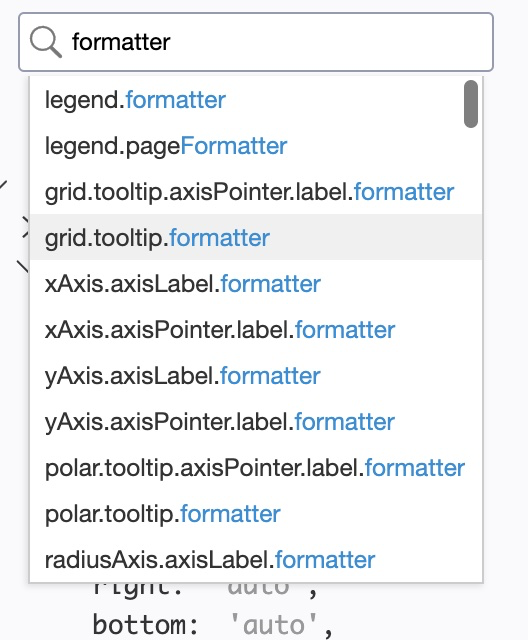 formatter
legend.formatter
legend.pageFormatter
grid.tooltip.axisPointer.label.formatter
grid.tooltip.formatter
xAxis.axisLabel.formatter
xAxis.axisPointer.label.formatter
yAxis.axisLabel.formatter
yAxis.axisPointer.label.formatter
polar.tooltip.axisPointer.label.formatter
polar.tooltip.formatter
radiusAxis.axisLabel.formatter
right: 'auto',
bottom: 'auto',